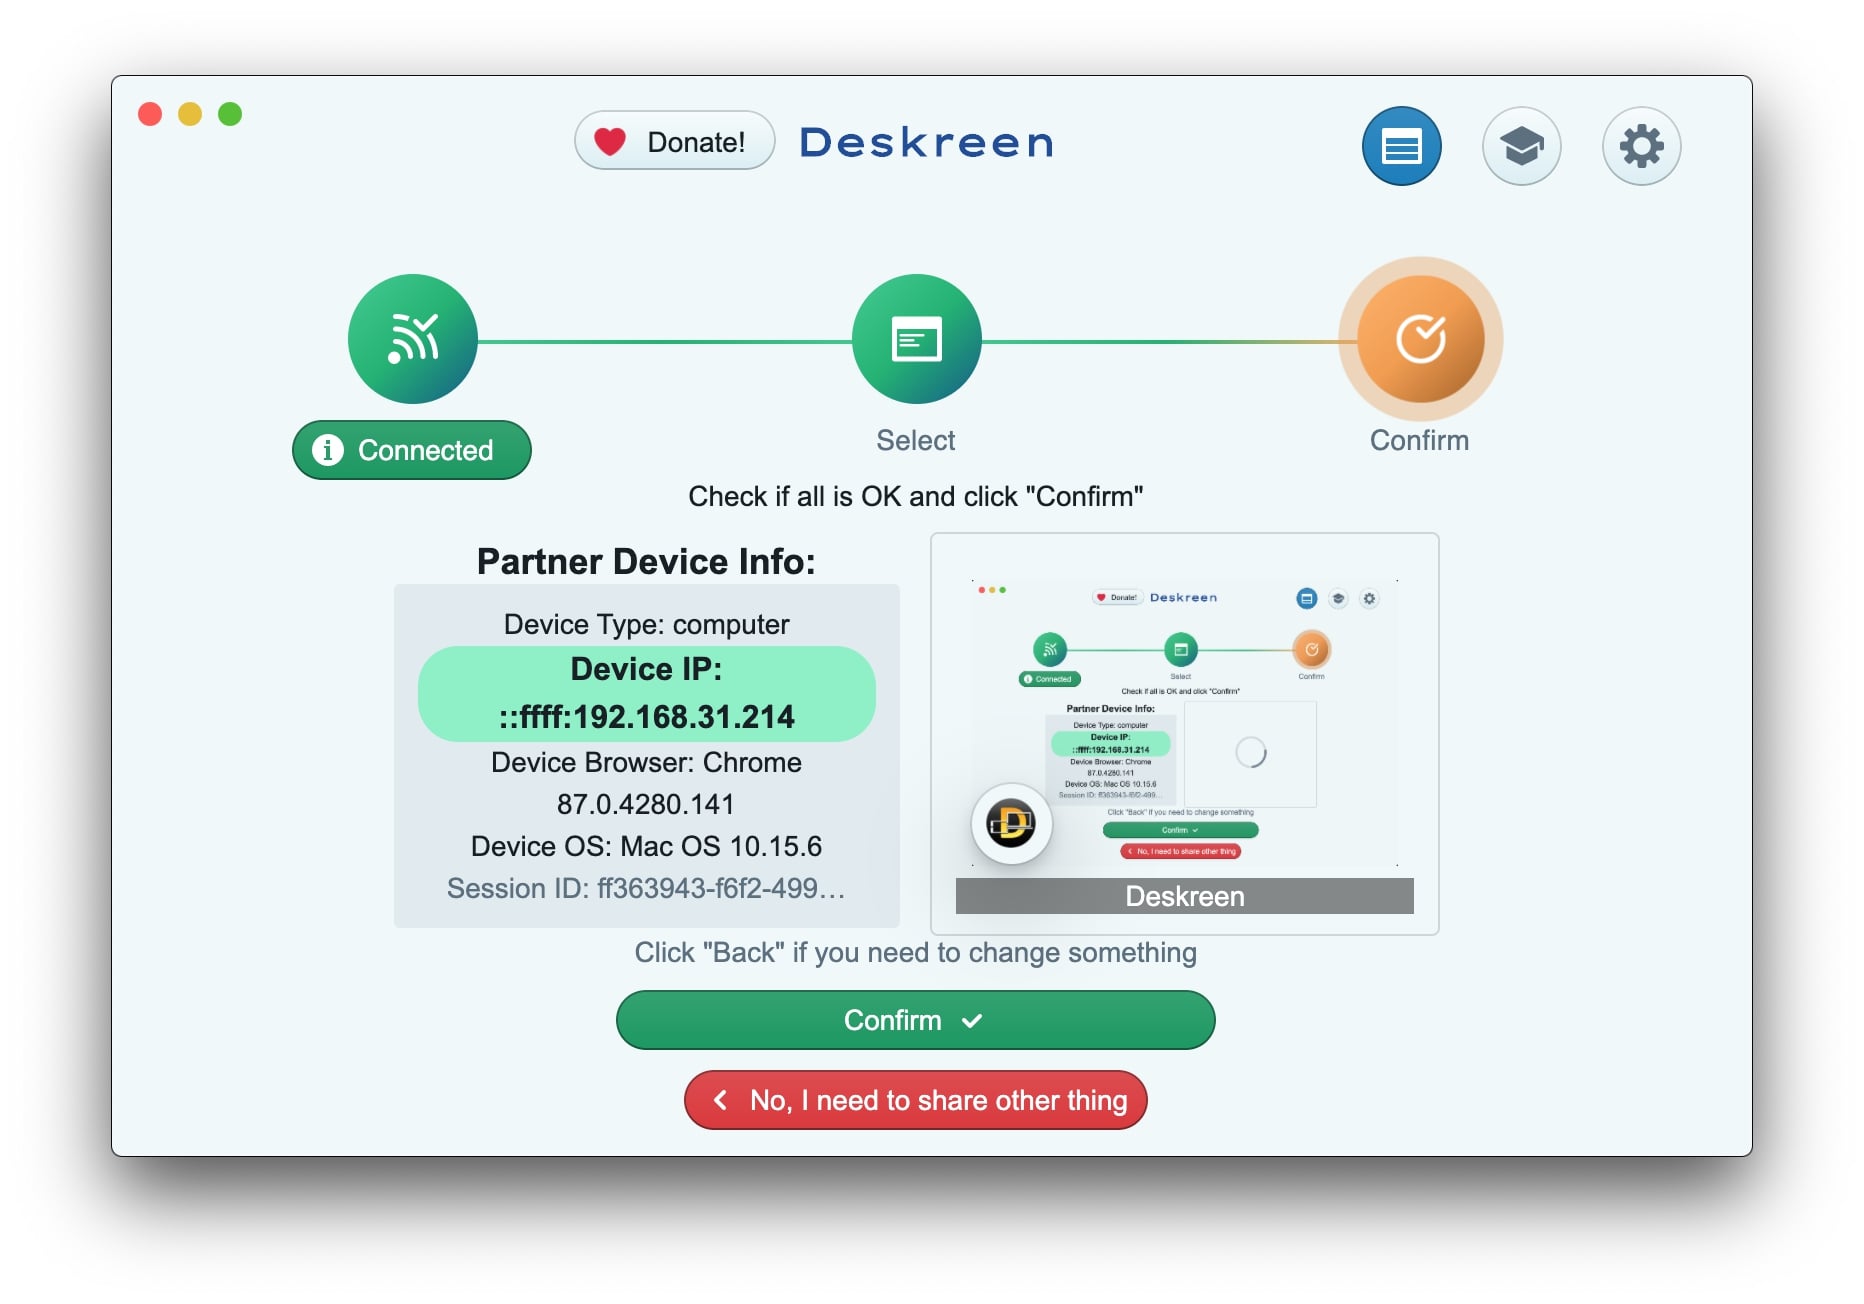 Donate!
Deskreen
Connected
Select
Confirm
Check if all is OK and click "Confirm"
Partner Device Info:
Device Type: computer
Device IP:
::ffff:192.168.31.214
Device Browser: Chrome
87.0.4280.141
Device OS: Mac OS 10.15.6
Session ID: ff363943-f6f2-499…
Donate!
Deskreen
Connected
Select
Confirm
Check if all is OK and click "Confirm"
Partner Device Info:
Device Type: computer
Device IP:
::ffff:192.168.31.214
Device Browser: Chrome
87.0.4280.141
Device OS: Mac OS 10.15.6
Session ID: ff363943-f6f2-499…
Click "Back" if you need to change something
Confirm
No, I need to share other thing
D
Deskreen
Click "Back" if you need to change something
Confirm
No, I need to share other thing